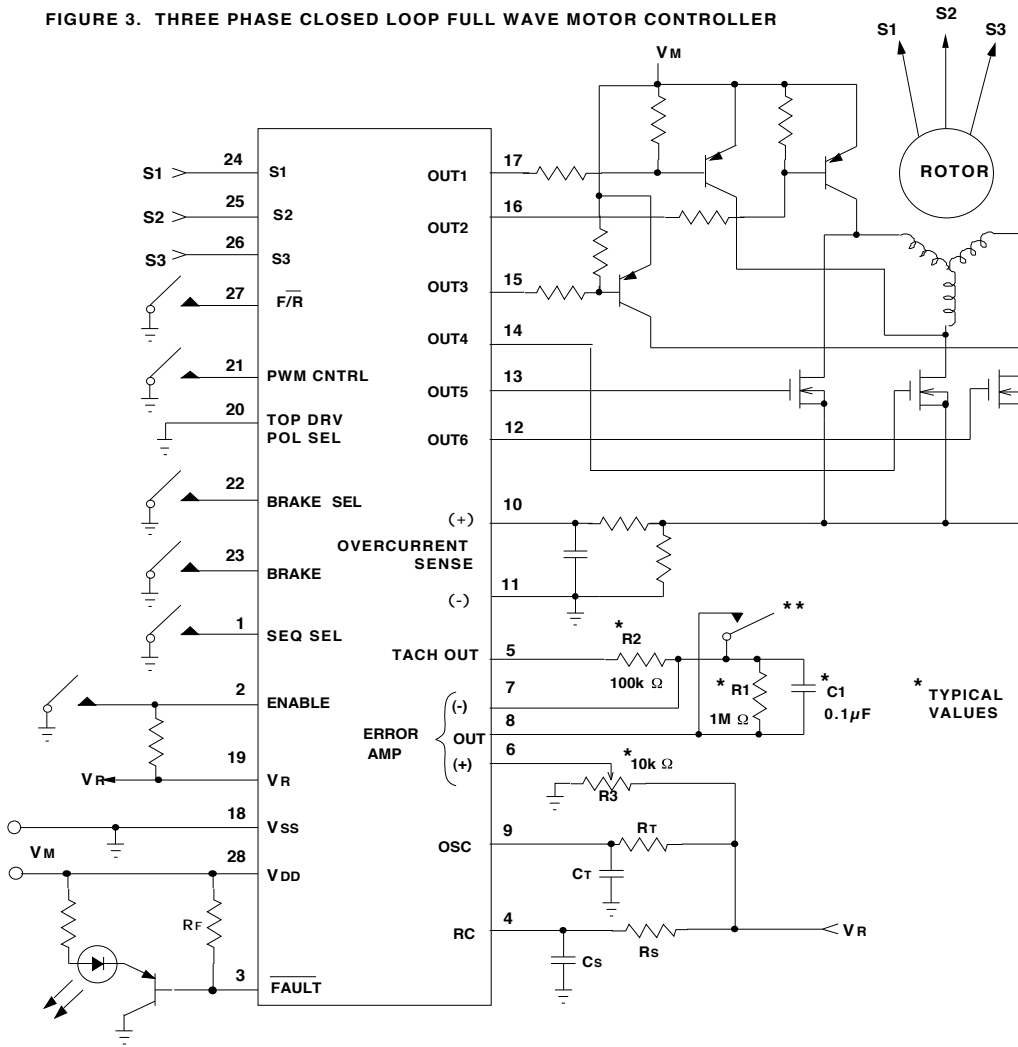 FIGURE 3. THREE PHASE CLOSED LOOP FULL WAVE MOTOR CONTROLLER
S1
S2
S3
ROTOR
VM
S1
24
S1
S2
25
S2
S3
26
S3
27
F/R
21
PWM CNTRL
20
TOP DRV
POL SEL
22
BRAKE SEL
23
BRAKE
1
SEQ SEL
2
ENABLE
VR
19
VR
18
VSS
VM
28
VDD
RF
3
FAULT
OUT1
17
OUT2
16
OUT3
15
OUT4
14
OUT5
13
OUT6
12
(+)
10
OVERCURRENT
SENSE
(-)
11
TACH OUT
5
*
R2
100k Ω
**
7
(-)
8
OUT
6
(+)
ERROR
AMP
* R1
1M Ω
*
C1
0.1µF
* TYPICAL
VALUES
*10k Ω
R3
OSC
9
RT
CT
RC
4
RS
CS
VR